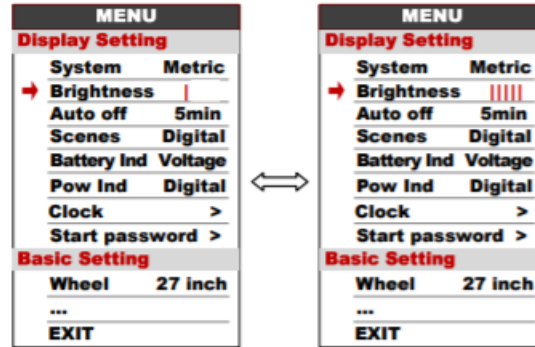 MENU
Display Setting
System Metric
Brightness |
Auto off 5min
Scenes Digital
Battery Ind Voltage
Pow Ind Digital
Clock >
Start password >
Basic Setting
Wheel 27 inch
...
EXIT
MENU
Display Setting
System Metric
Brightness |||||
Auto off 5min
Scenes Digital
Battery Ind Voltage
Pow Ind Digital
Clock >
Start password >
Basic Setting
Wheel 27 inch
...
EXIT